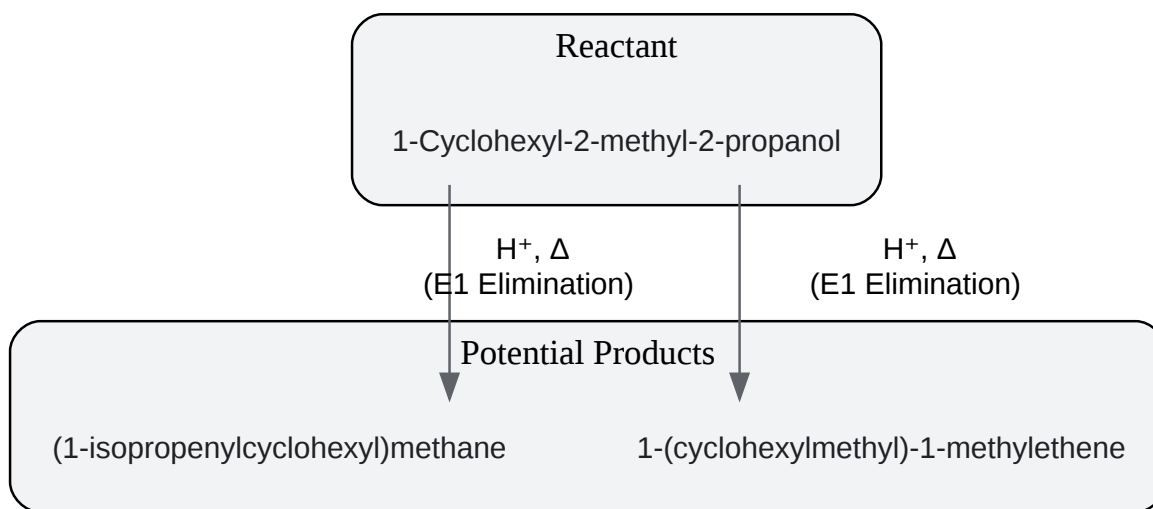 Reactant
1-Cyclohexyl-2-methyl-2-propanol
H⁺, Δ
(E1 Elimination)
H⁺, Δ
(E1 Elimination)
Potential Products
(1-isopropenylcyclohexyl)methane
1-(cyclohexylmethyl)-1-methylethene